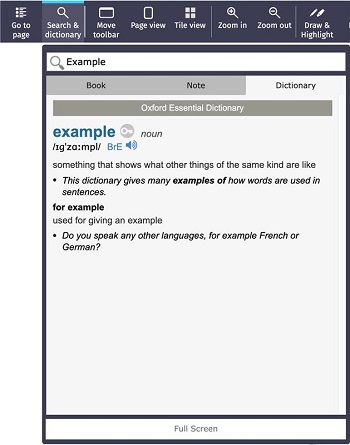 Go to page
Search & dictionary
Move toolbar
Page view
Tile view
Zoom in
Zoom out
Draw & Highlight
Example
Book
Note
Dictionary
Oxford Essential Dictionary
example noun
/ɪɡˈzɑːmpl/ BrE
something that shows what other things of the same kind are like
• This dictionary gives many examples of how words are used in
sentences.
for example
used for giving an example
• Do you speak any other languages, for example French or
German?
Full Screen